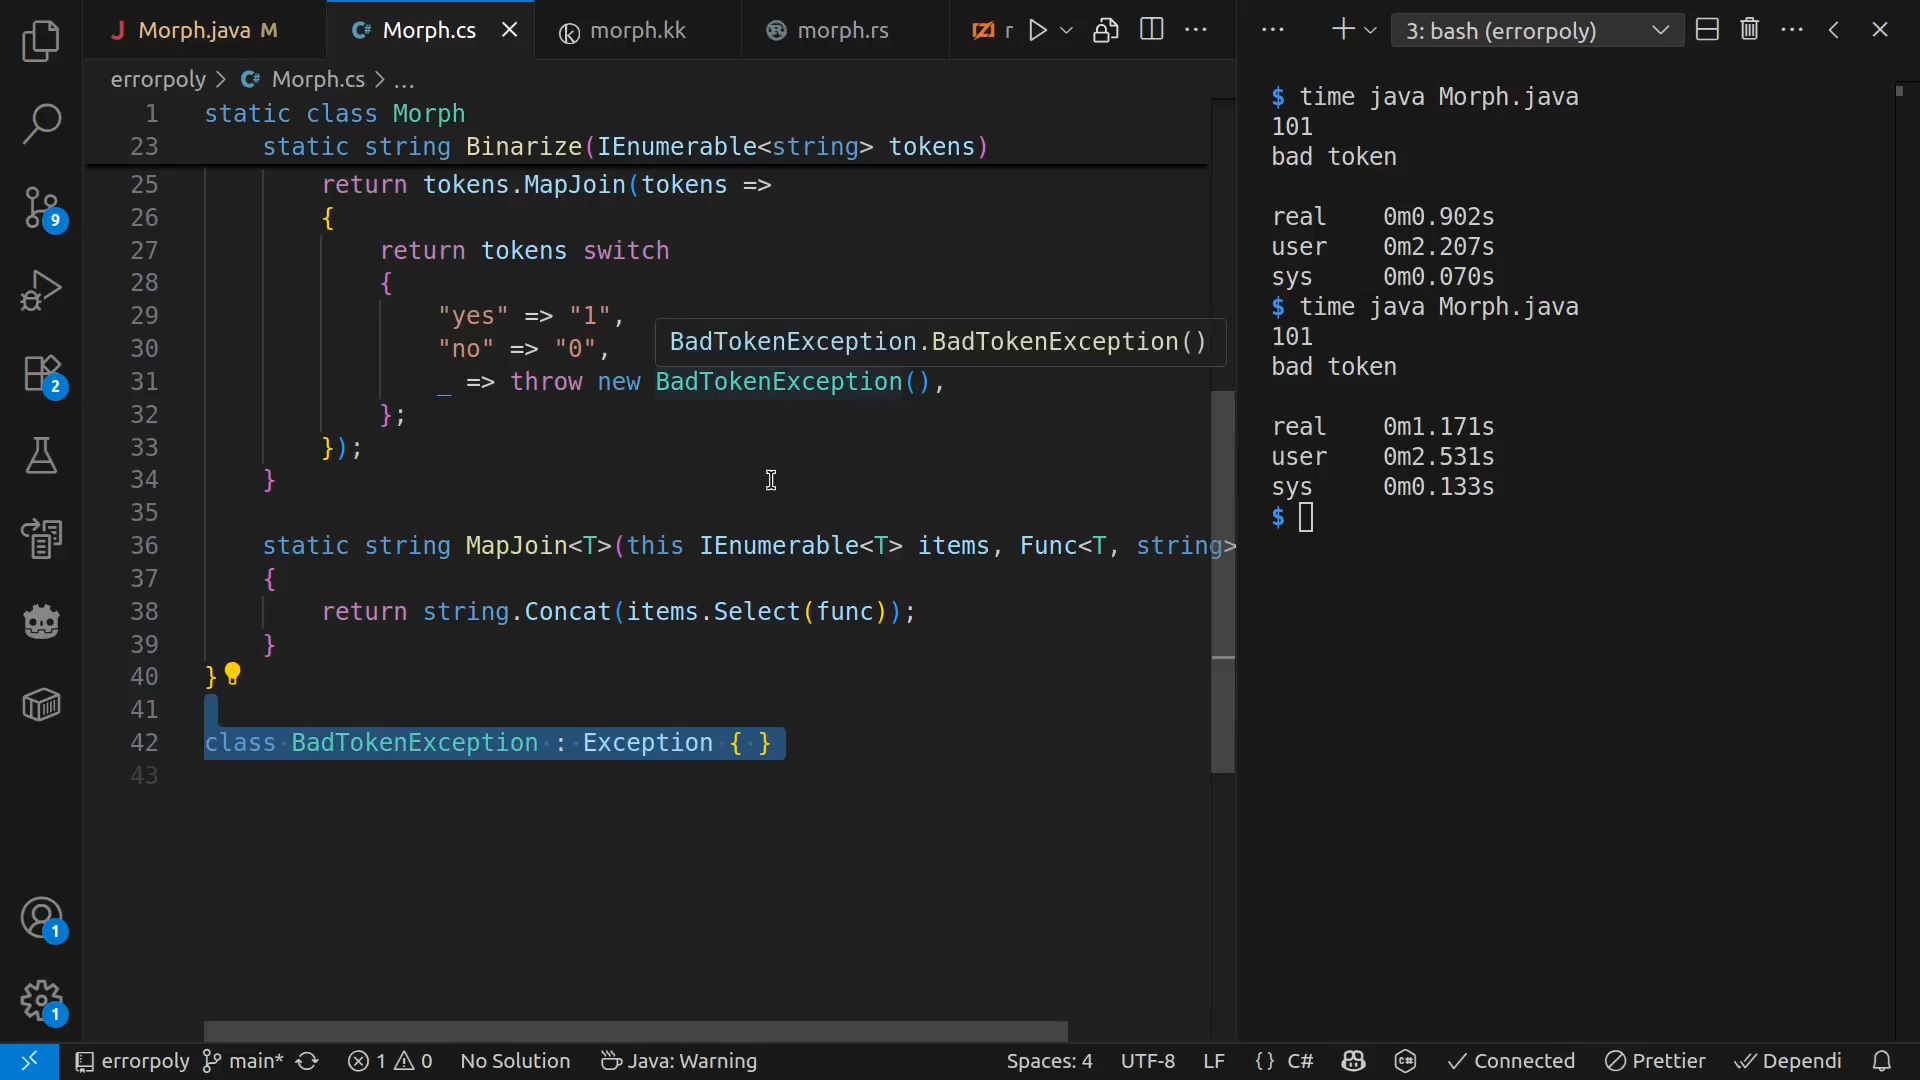 Morph.java M
Morph.cs
morph.kk
morph.rs
r
3: bash (errorpoly)
errorpoly > Morph.cs > ...
1 static class Morph
23 static string Binarize(IEnumerable<string> tokens)
25 return tokens.MapJoin(tokens =>
26 {
27 return tokens switch
28 {
29 "yes" => "1",
30 "no" => "0",
BadTokenException.BadTokenException()
31 _ => throw new BadTokenException(),
32 };
33 });
34 }
35
36 static string MapJoin<T>(this IEnumerable<T> items, Func<T, string>
37 {
38 return string.Concat(items.Select(func));
39 }
40 }
41
42 class BadTokenException : Exception { }
43
$ time java Morph.java
101
bad token
real 0m0.902s
user 0m2.207s
sys 0m0.070s
$ time java Morph.java
101
bad token
real 0m1.171s
user 0m2.531s
sys 0m0.133s
$
9
2
1
1
errorpoly main* 1 0 No Solution Java: Warning Spaces: 4 UTF-8 LF {} C# Connected Prettier Dependi